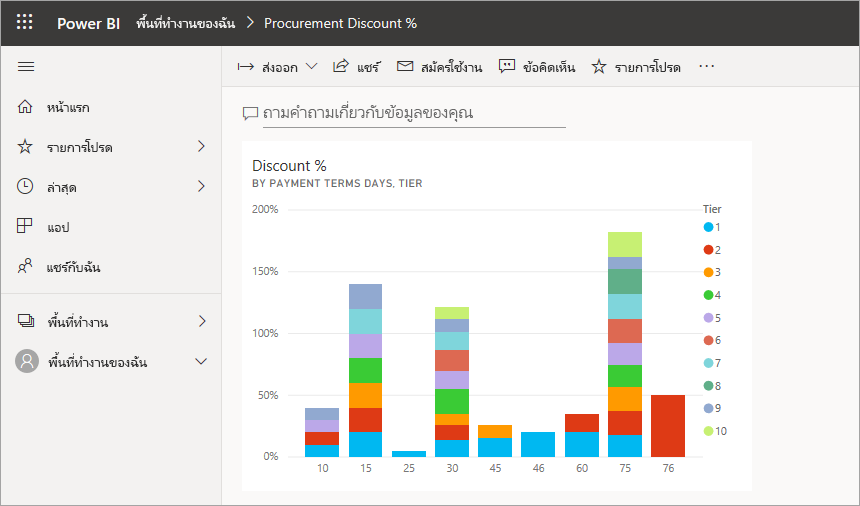 Power BI พื้นที่ทำงานของฉัน > Procurement Discount %
ส่งออก แชร์ สมัครใช้งาน ข้อคิดเห็น รายการโปรด ...
หน้าแรก
รายการโปรด
ล่าสุด
แอป
แชร์กับฉัน
พื้นที่ทำงาน
พื้นที่ทำงานของฉัน
ถามคำถามเกี่ยวกับข้อมูลของคุณ
Discount %
BY PAYMENT TERMS DAYS, TIER
200%
150%
100%
50%
0%
10 15 25 30 45 46 60 75 76
Tier
1
2
3
4
5
6
7
8
9
10